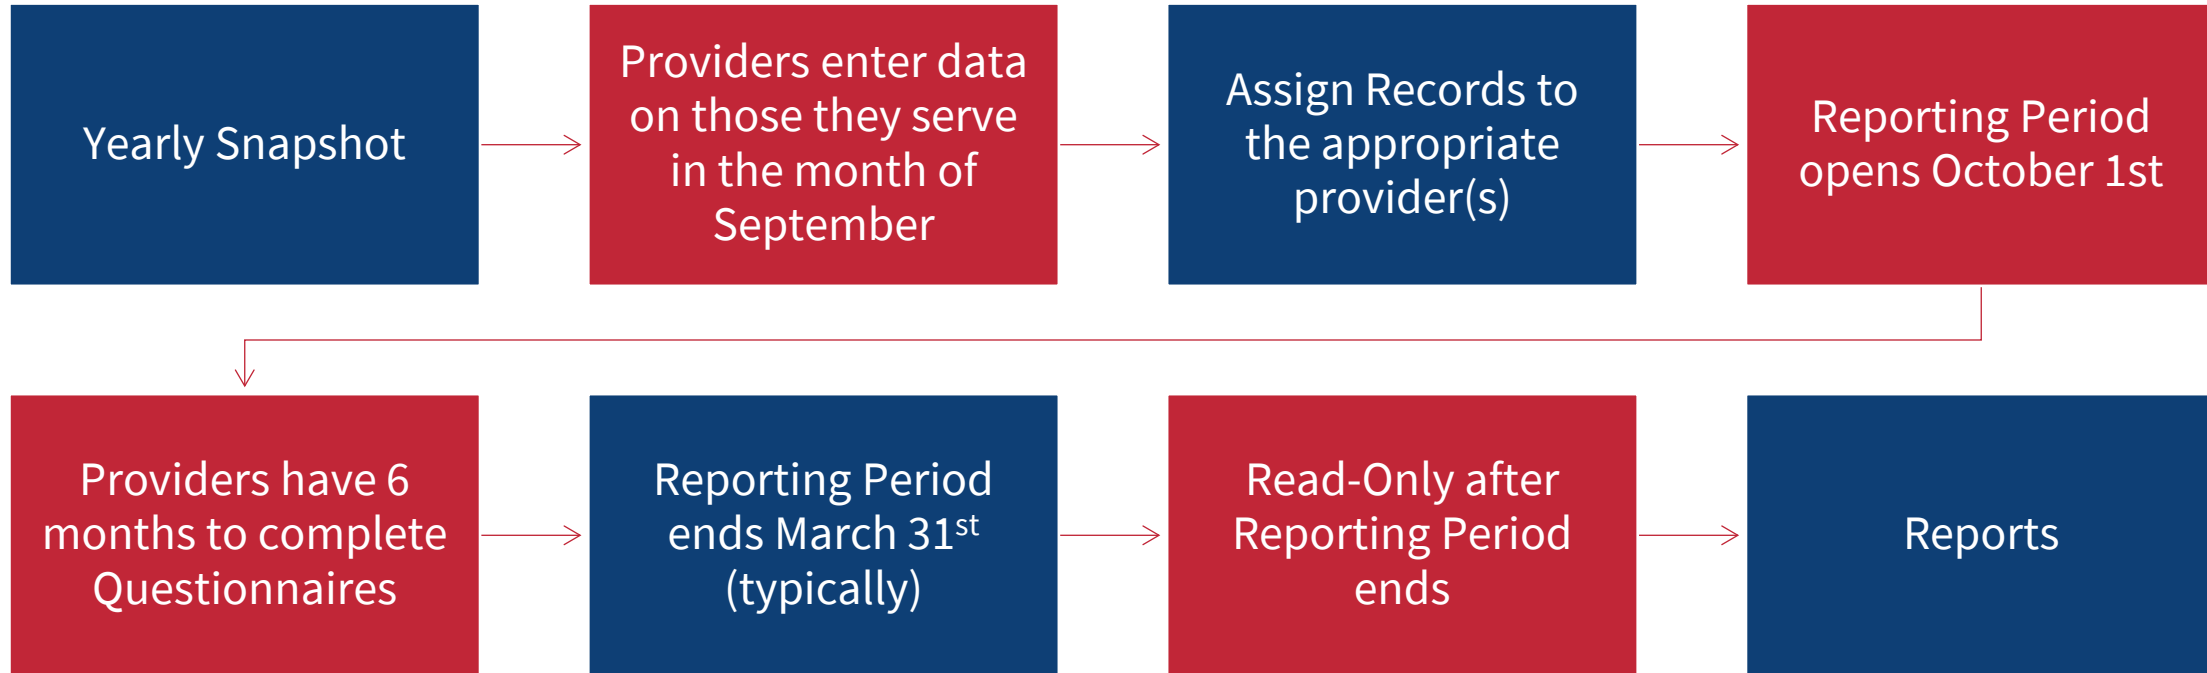 Yearly Snapshot
Providers enter data
on those they serve
in the month of
September
Assign Records to
the appropriate
provider(s)
Reporting Period
opens October 1st
Providers have 6
months to complete
Questionnaires
Reporting Period
ends March 31st
(typically)
Read-Only after
Reporting Period
ends
Reports